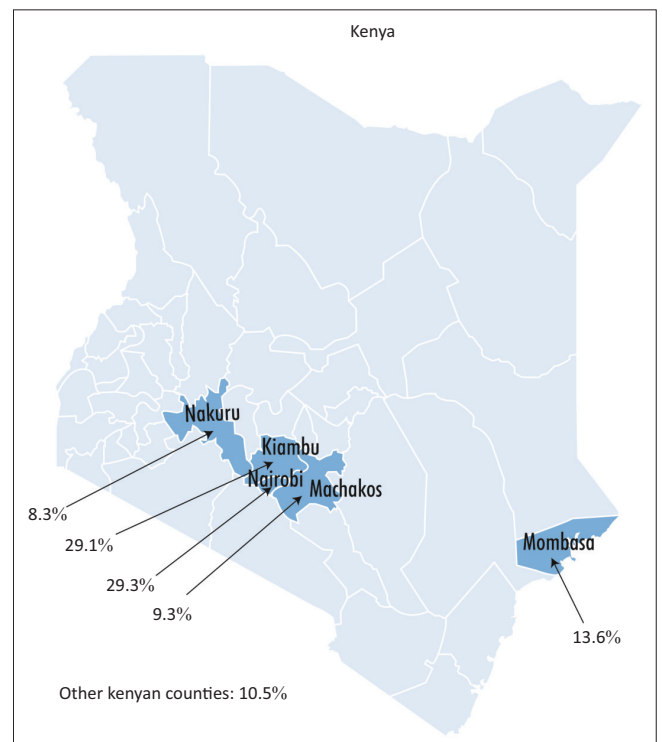 Kenya
Nakuru
Kiambu
Nairobi
Machakos
Mombasa
8.3%
29.1%
29.3%
9.3%
13.6%
Other kenyan counties: 10.5%